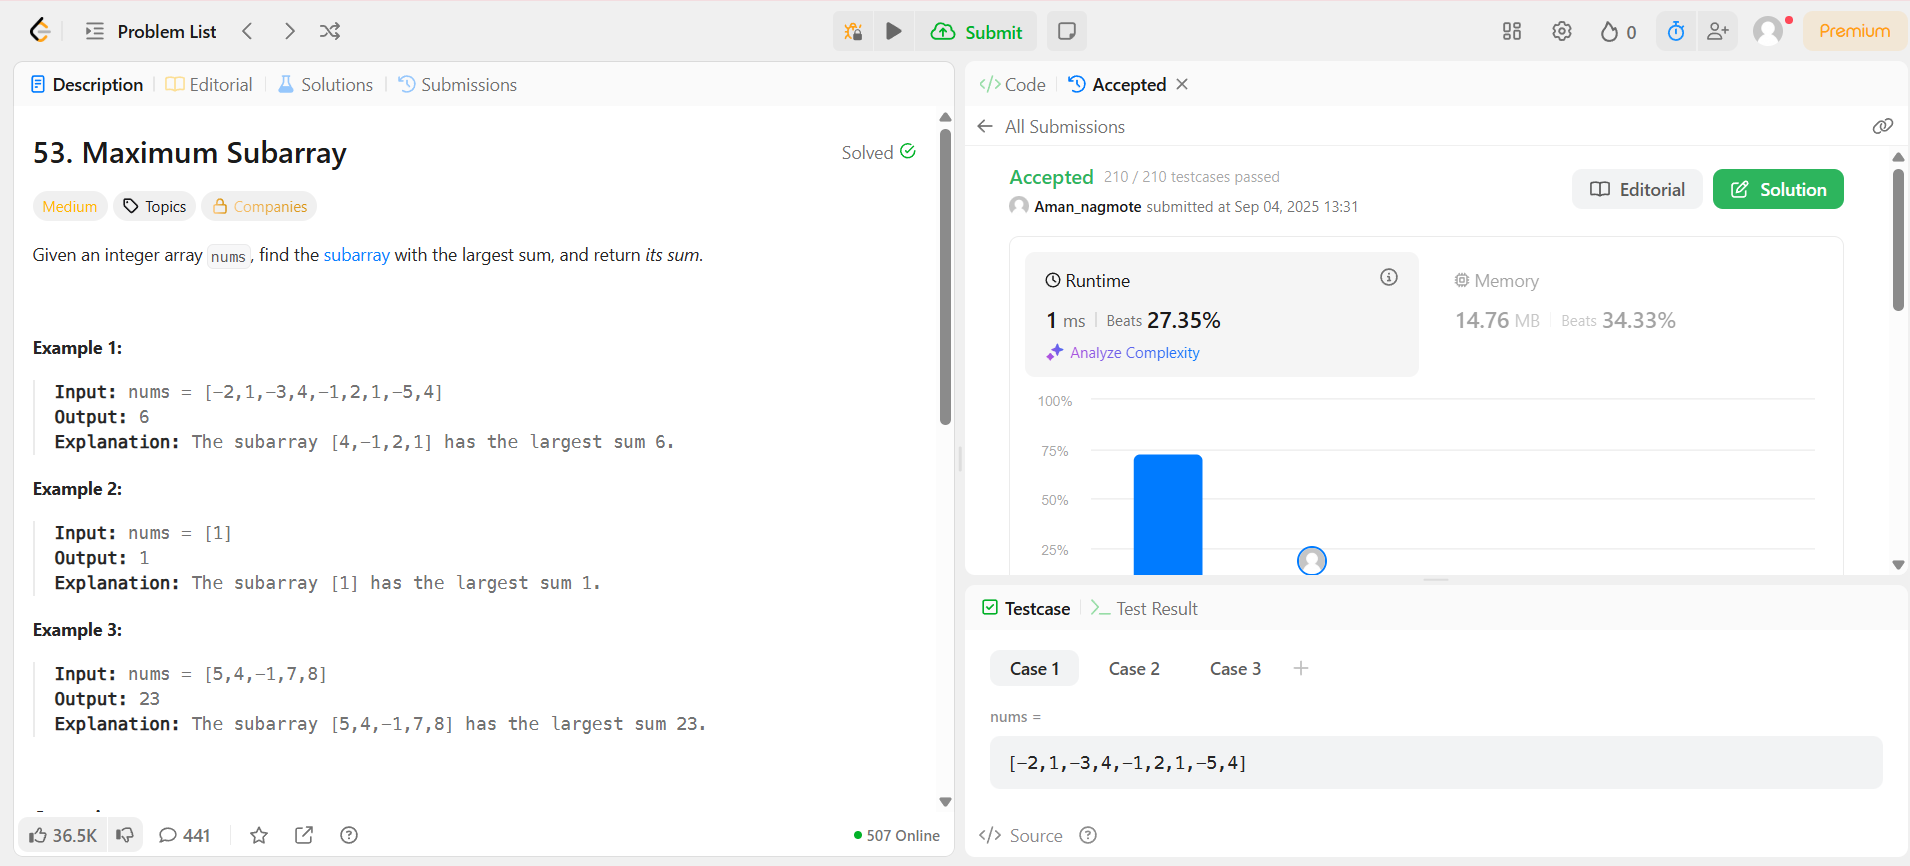 Problem List
Submit
0
Premium
Description
Editorial
Solutions
Submissions
53. Maximum Subarray
Solved
Medium
Topics
Companies
Given an integer array nums, find the subarray with the largest sum, and return its sum.
Example 1:
Input: nums = [-2,1,-3,4,-1,2,1,-5,4]
Output: 6
Explanation: The subarray [4,-1,2,1] has the largest sum 6.
Example 2:
Input: nums = [1]
Output: 1
Explanation: The subarray [1] has the largest sum 1.
Example 3:
Input: nums = [5,4,-1,7,8]
Output: 23
Explanation: The subarray [5,4,-1,7,8] has the largest sum 23.
36.5K
441
507 Online
Code
Accepted
All Submissions
Accepted 210 / 210 testcases passed
Aman_nagmote submitted at Sep 04, 2025 13:31
Editorial
Solution
Runtime
1 ms | Beats 27.35%
Analyze Complexity
Memory
14.76 MB | Beats 34.33%
100%
75%
50%
25%
Testcase
Test Result
Case 1
Case 2
Case 3
nums =
[-2,1,-3,4,-1,2,1,-5,4]
</> Source